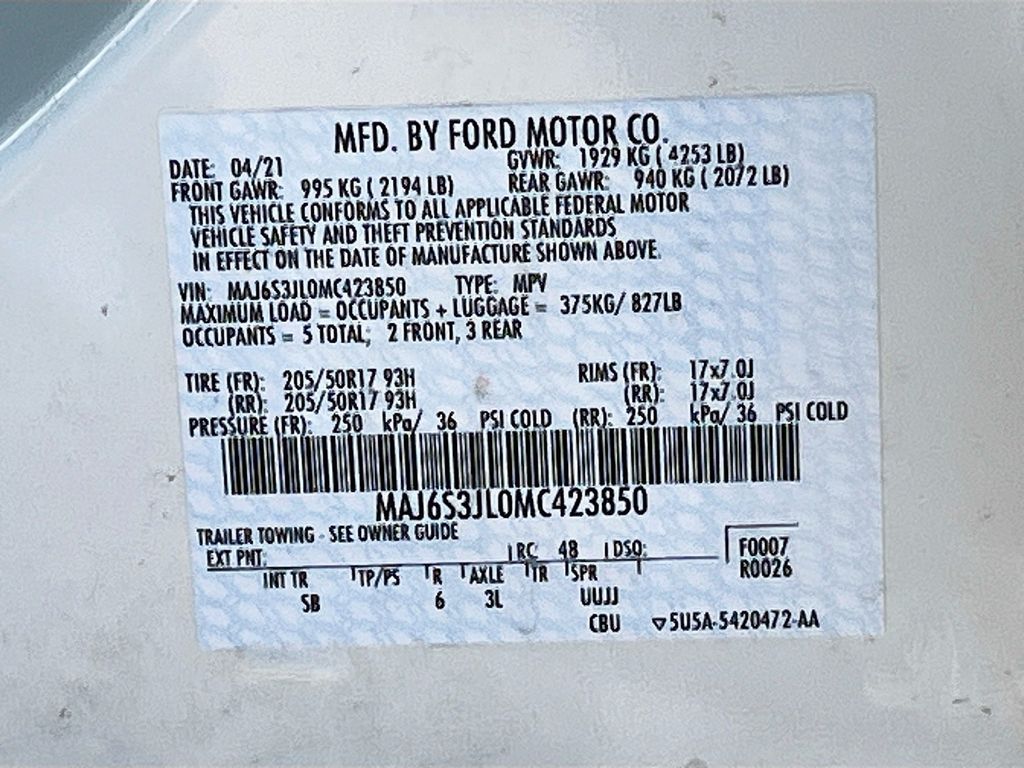 MFD. BY FORD MOTOR CO.
DATE: 04/21 GVWR: 1929 KG ( 4253 LB)
FRONT GAWR: 995 KG ( 2194 LB) REAR GAWR: 940 KG ( 2072 LB)
THIS VEHICLE CONFORMS TO ALL APPLICABLE FEDERAL MOTOR
VEHICLE SAFETY AND THEFT PREVENTION STANDARDS
IN EFFECT ON THE DATE OF MANUFACTURE SHOWN ABOVE.
VIN: MAJ6S3JL0MC423850 TYPE: MPV
MAXIMUM LOAD = OCCUPANTS + LUGGAGE = 375KG/ 827LB
OCCUPANTS = 5 TOTAL; 2 FRONT, 3 REAR
TIRE (FR): 205/50R17 93H RIMS (FR): 17x7.0J
(RR): 205/50R17 93H (RR): 17x7.0J
PRESSURE (FR): 250 kPa/ 36 PSI COLD (RR): 250 kPa/ 36 PSI COLD
MAJ6S3JL0MC423850
TRAILER TOWING - SEE OWNER GUIDE
EXT PNT: RC: 48 DSO: F0007
R0026
INT TR TP/PS R AXLE TR SPR
SB 6 3L UUJJ
CBU ▽5U5A-5420472-AA